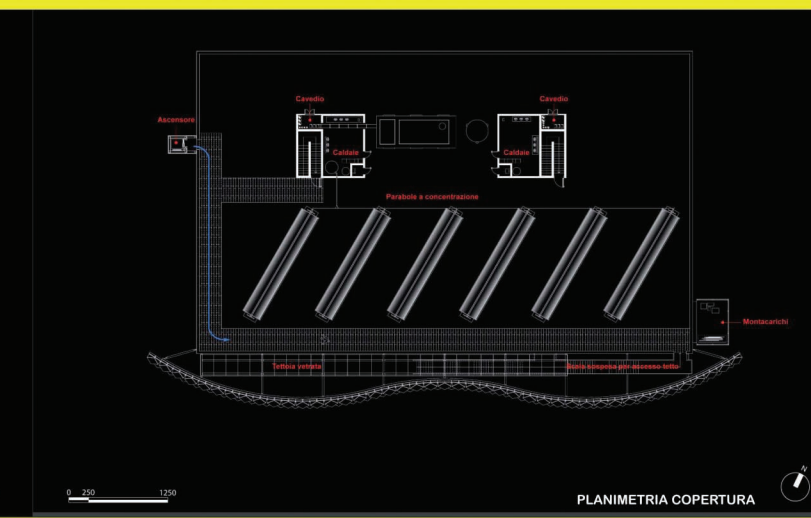 Cavedio
Cavedio
Ascensore
Caldaie
Caldaie
Parabole a concentrazione
Montacarichi
Tettoia vetrata
Scala sospesa per accesso tetto
0 250 1250
N
PLANIMETRIA COPERTURA